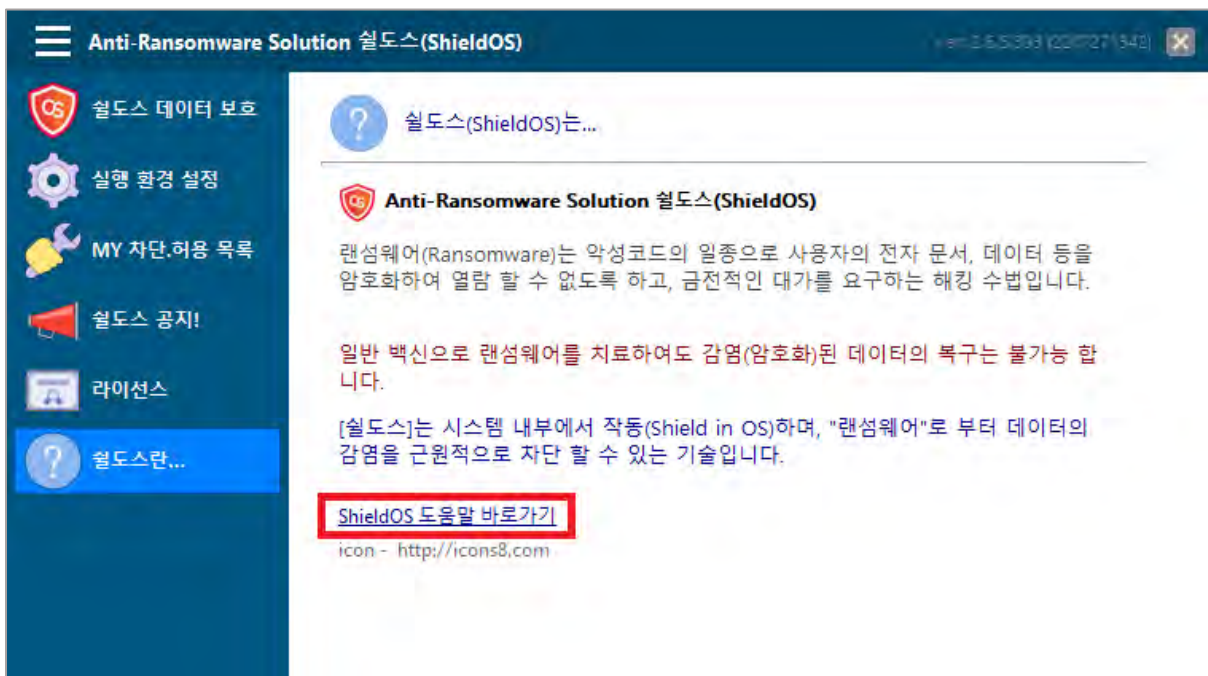 Anti-Ransomware Solution 쉴도스(ShieldOS)
쉴도스 데이터 보호
실행 환경 설정
MY 차단.허용 목록
쉴도스 공지!
라이선스
쉴도스란...
쉴도스(ShieldOS)는...
Anti-Ransomware Solution 쉴도스(ShieldOS)
랜섬웨어(Ransomware)는 악성코드의 일종으로 사용자의 전자 문서, 데이터 등을
암호화하여 열람 할 수 없도록 하고, 금전적인 대가를 요구하는 해킹 수법입니다.
일반 백신으로 랜섬웨어를 치료하여도 감염(암호화)된 데이터의 복구는 불가능 합
니다.
[쉴도스]는 시스템 내부에서 작동(Shield in OS)하며, "랜섬웨어"로 부터 데이터의
감염을 근원적으로 차단 할 수 있는 기술입니다.
ShieldOS 도움말 바로가기
icon - http://icons8.com